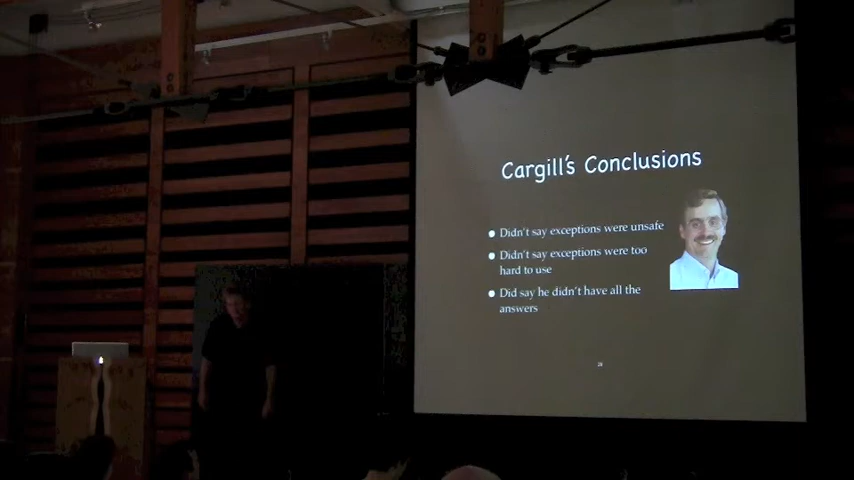 Cargill's Conclusions
Didn't say exceptions were unsafe
Didn't say exceptions were too
hard to use
Did say he didn't have all the
answers